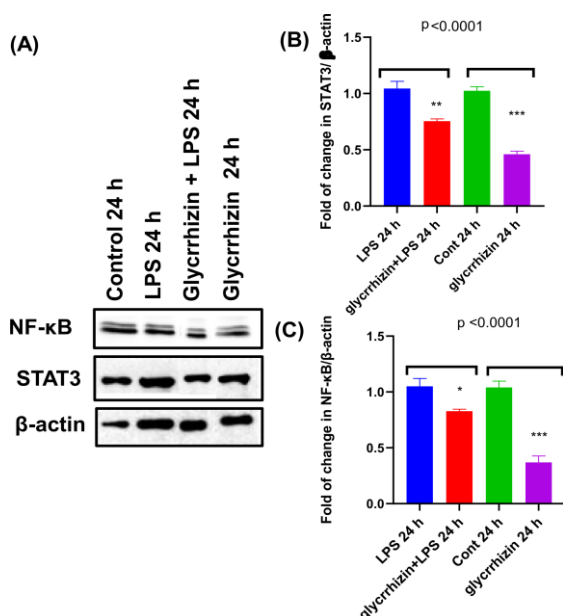 (A)
Control 24 h
LPS 24 h
Glycrrhizin + LPS 24 h
Glycrrhizin 24 h
NF-κB
STAT3
β-actin
(B)
p<0.0001
Fold of change in STAT3/ β-actin
1.5
1.0
0.5
0.0
**
***
LPS 24 h
glycrrhizin+LPS 24 h
Cont 24 h
glycrrhizin 24 h
(C)
p <0.0001
Fold of change in NF-κB/β-actin
1.5
1.0
0.5
0.0
*
***
LPS 24 h
glycrrhizin+LPS 24 h
Cont 24 h
glycrrhizin 24 h